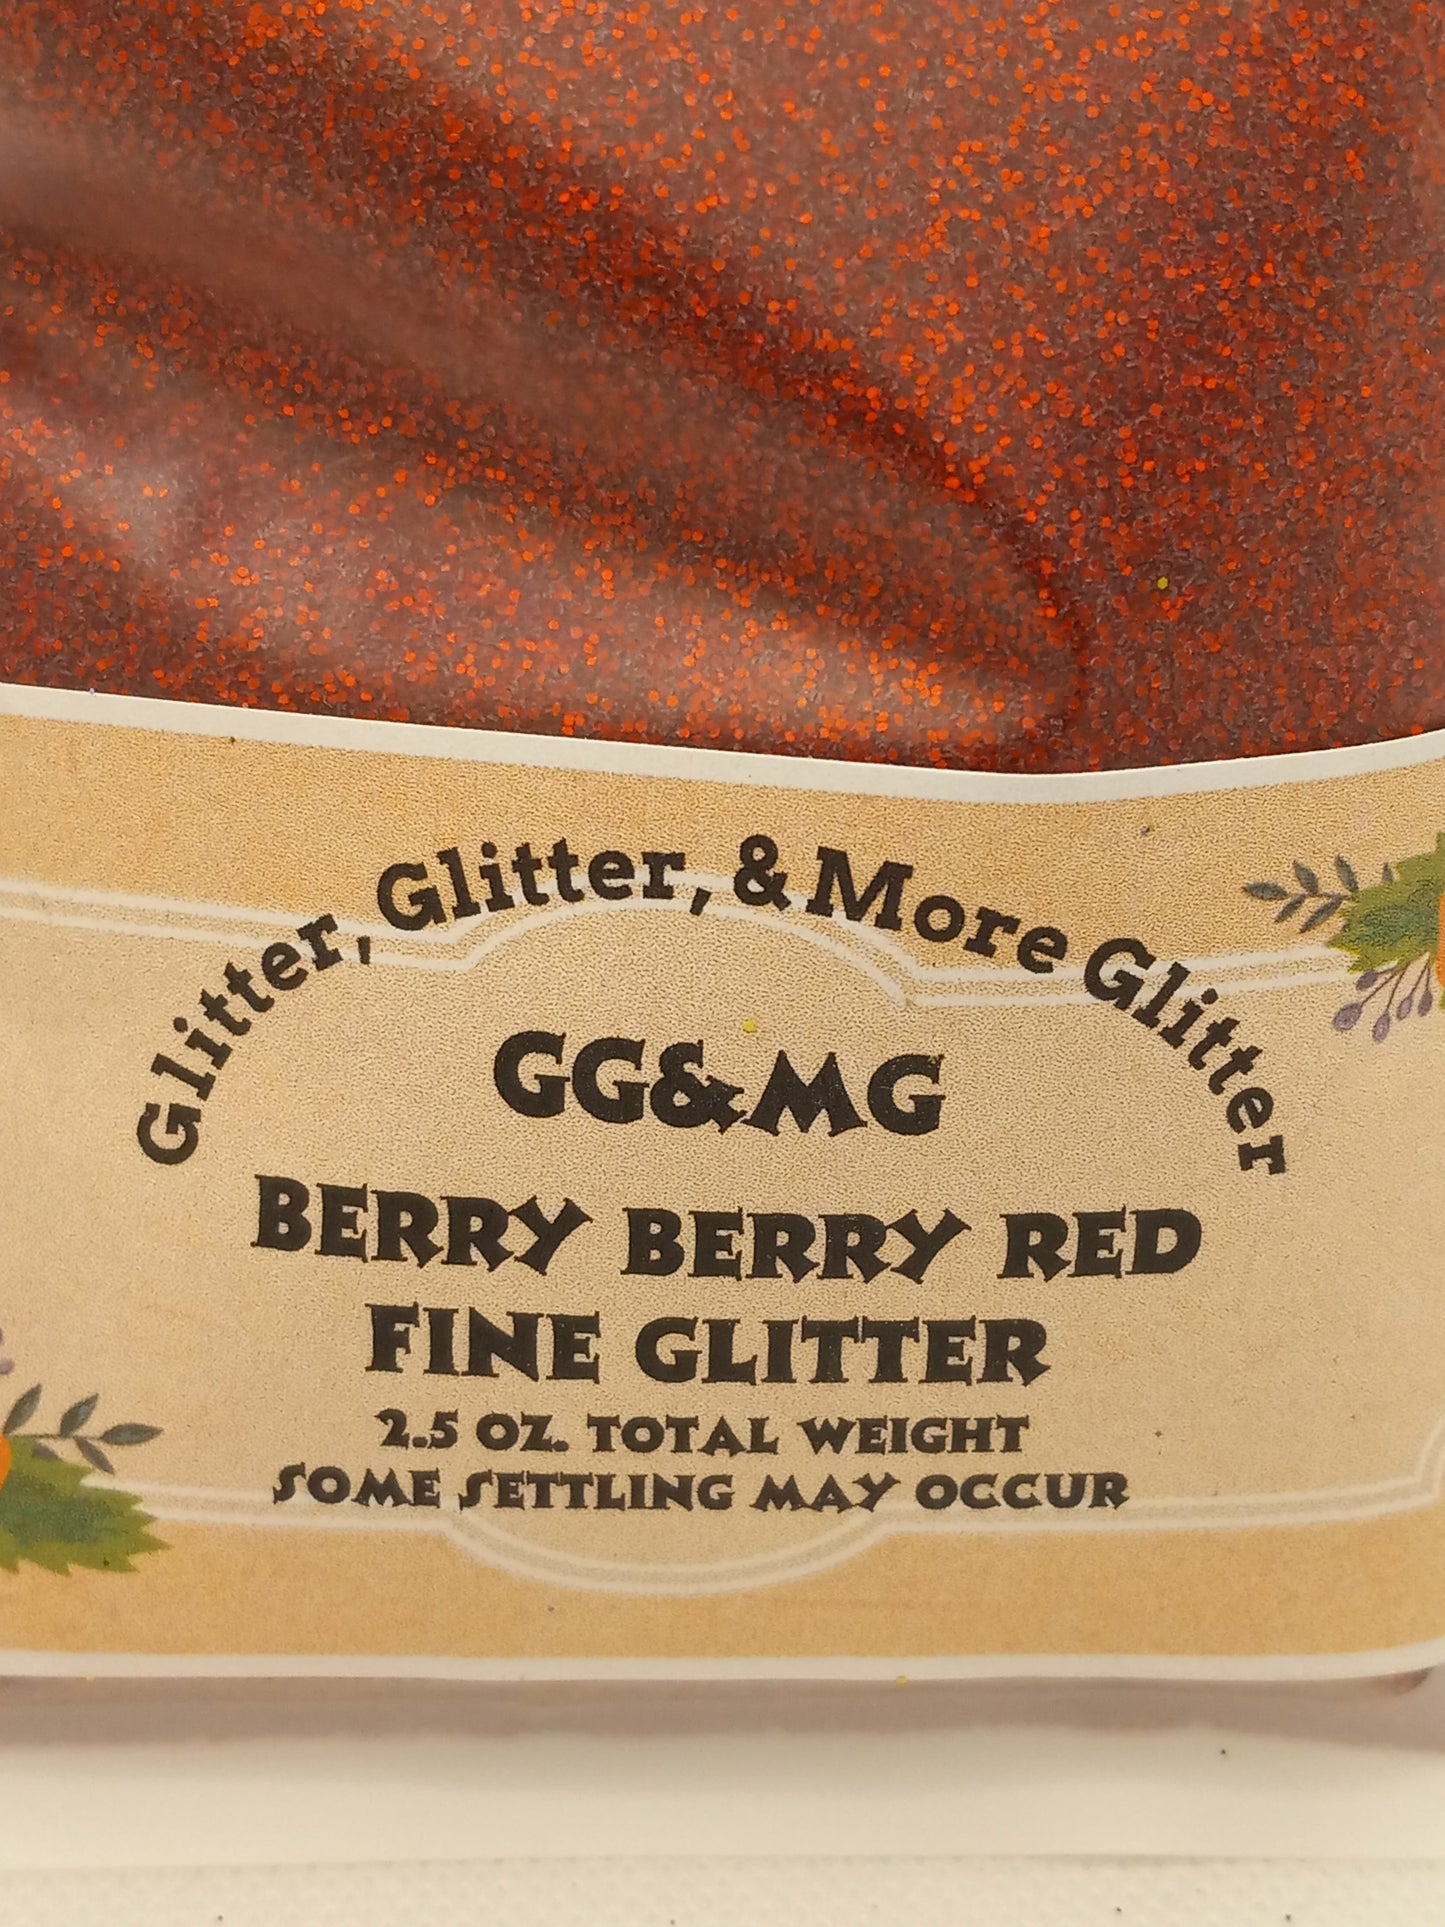 Glitter, Glitter, & More Glitter
GG&MG
BERRY BERRY RED
FINE GLITTER
2.5 OZ. TOTAL WEIGHT
SOME SETTLING MAY OCCUR